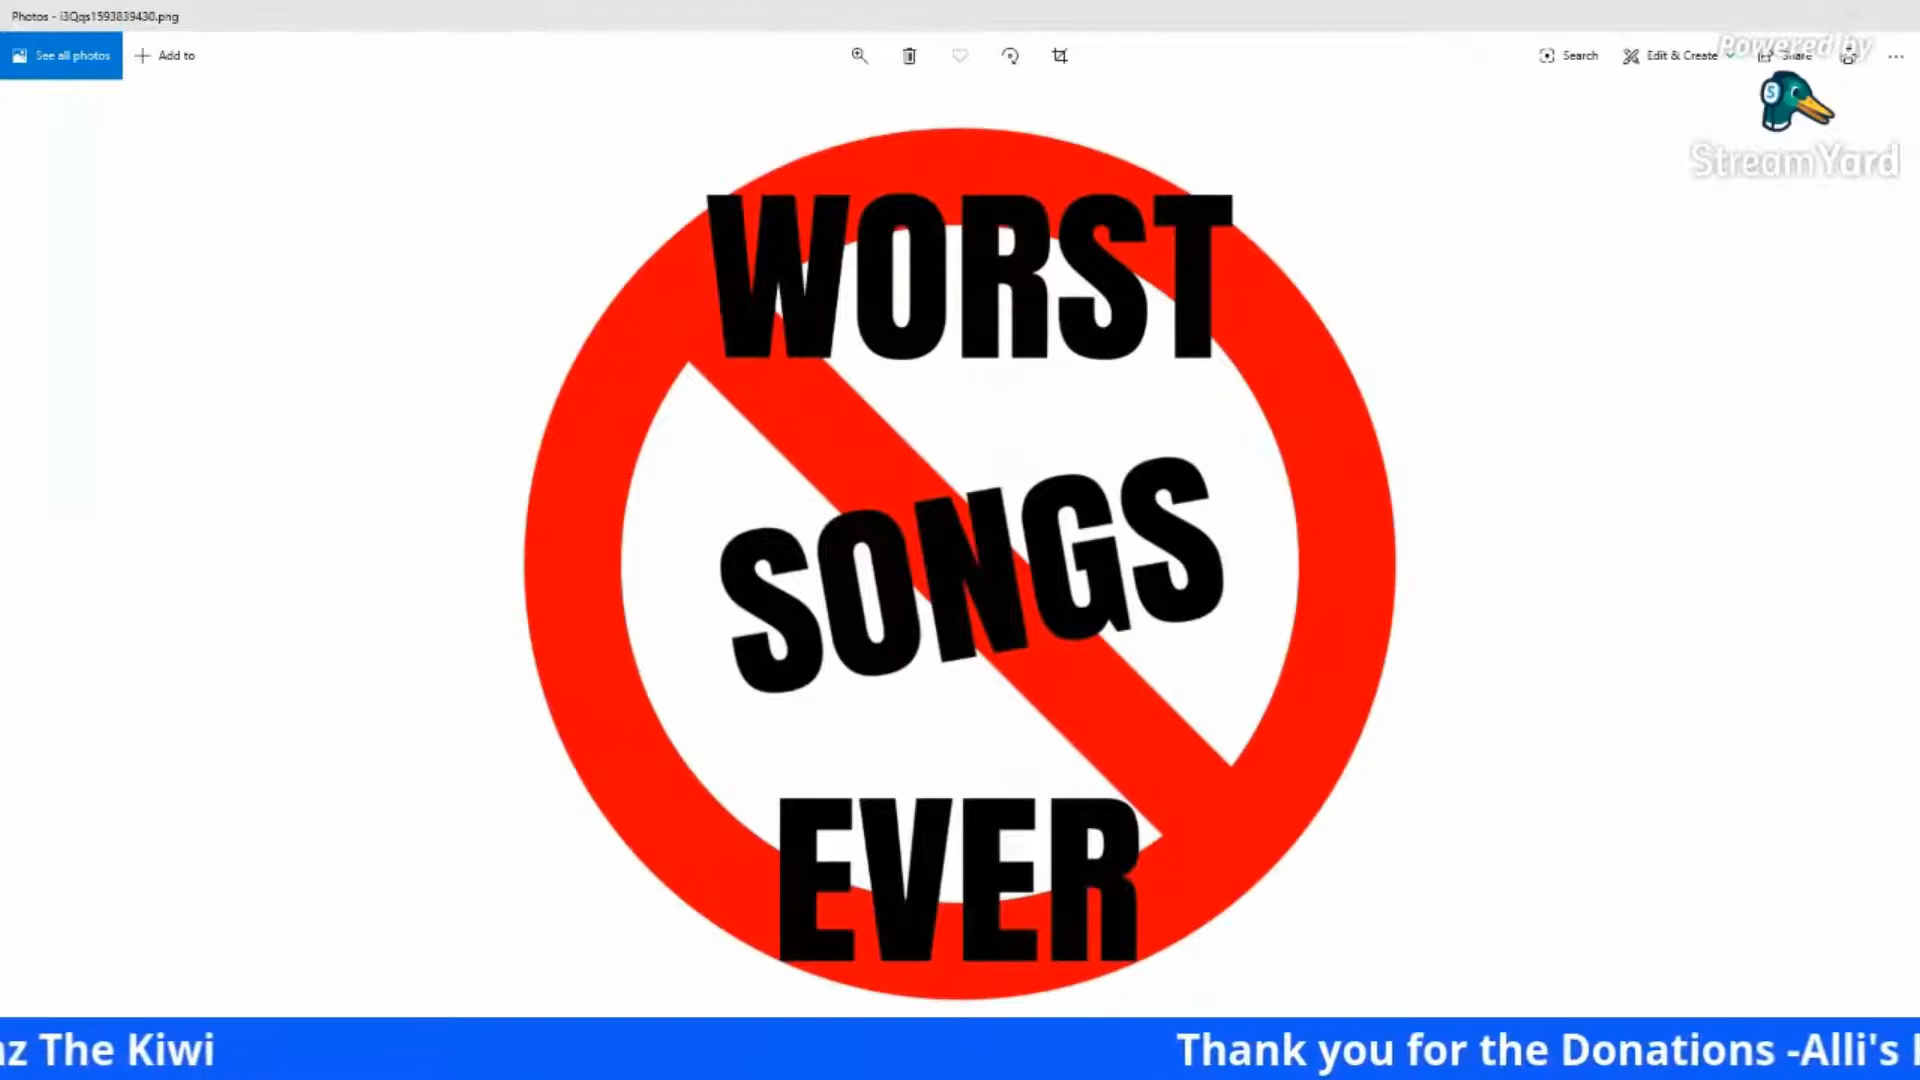 Photos - i3Qqs1593839430.png
See all photos
Add to
Search
Edit & Create
Share
Powered by
S
StreamYard
WORST
SONGS
EVER
The Kiwi
Thank you for the Donations -Alli's